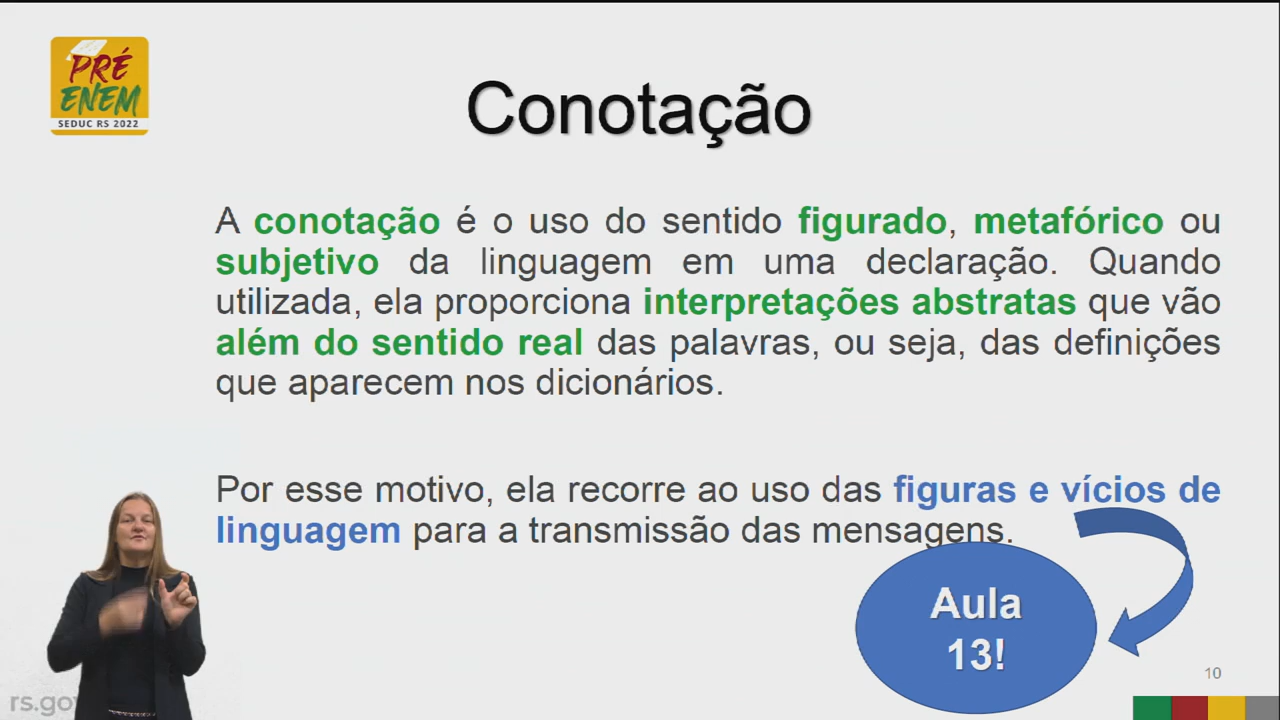 PRÉ
ENEM
SEDUC RS 2022
Conotação
A conotação é o uso do sentido figurado, metafórico ou
subjetivo da linguagem em uma declaração. Quando
utilizada, ela proporciona interpretações abstratas que vão
além do sentido real das palavras, ou seja, das definições
que aparecem nos dicionários.
Por esse motivo, ela recorre ao uso das figuras e vícios de
linguagem para a transmissão das mensagens.
Aula
13!
10
rs.gov